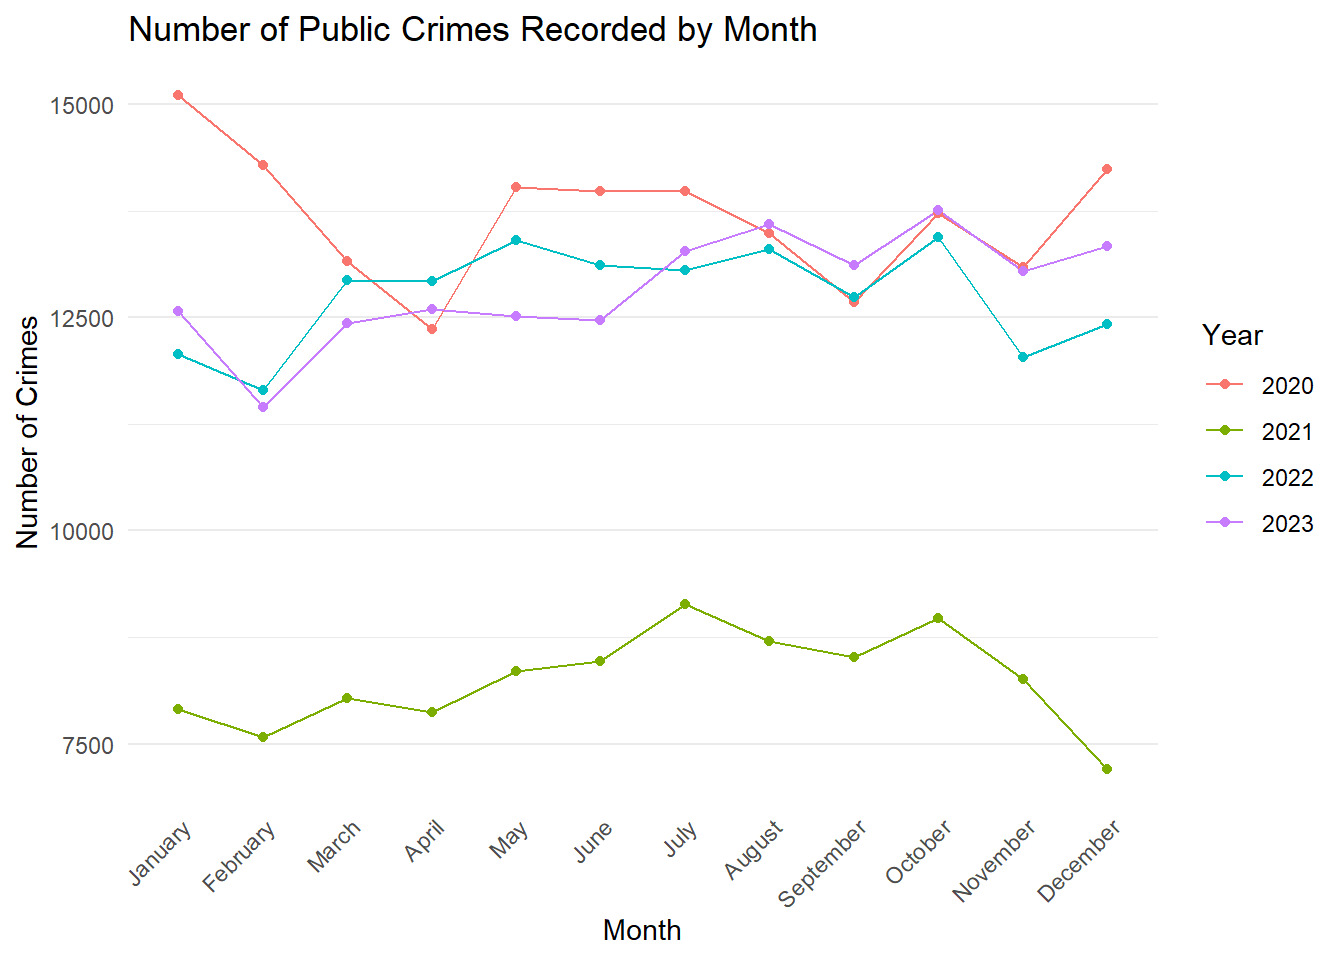 Number of Public Crimes Recorded by Month
Number of Crimes
15000
12500
10000
7500
January
February
March
April
May
June
July
August
September
October
November
December
Month
Year
2020
2021
2022
2023